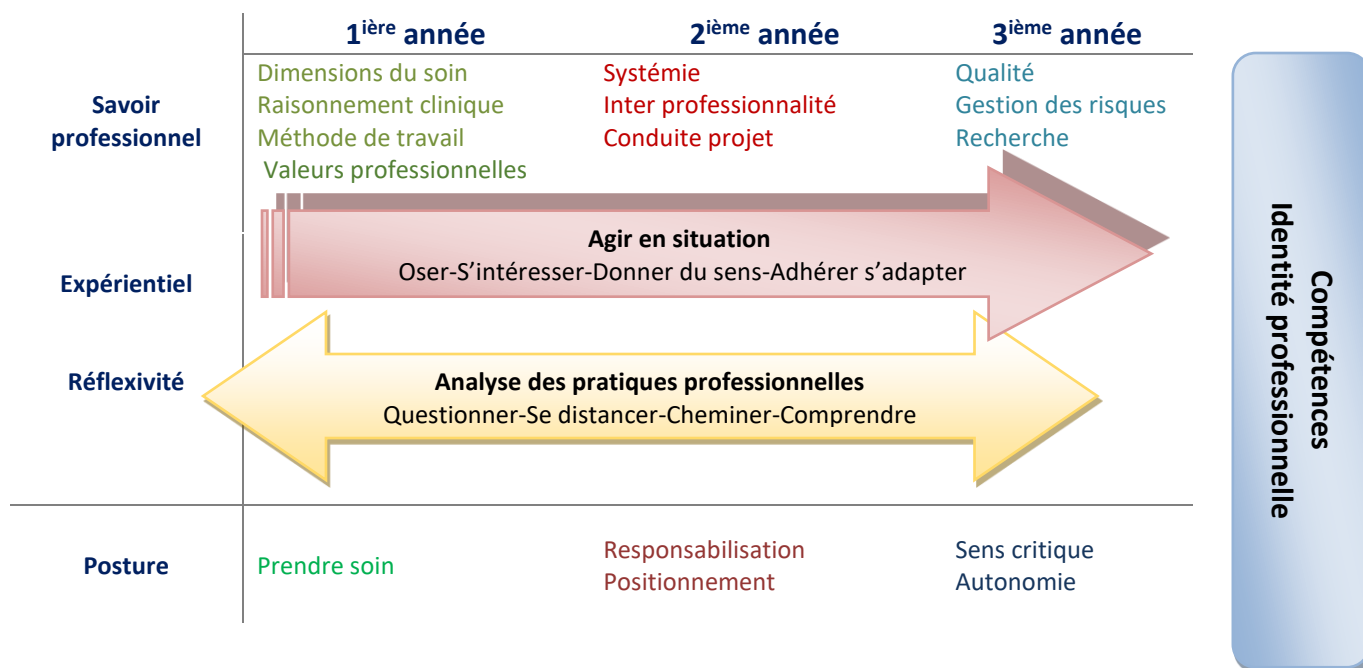 1ière année
2ième année
3ième année
Savoir
professionnel
Dimensions du soin
Raisonnement clinique
Méthode de travail
Valeurs professionnelles
Systémie
Inter professionnalité
Conduite projet
Qualité
Gestion des risques
Recherche
Expérientiel
Agir en situation
Oser-S’intéresser-Donner du sens-Adhérer s’adapter
Réflexivité
Analyse des pratiques professionnelles
Questionner-Se distancer-Cheminer-Comprendre
Posture
Prendre soin
Responsabilisation
Positionnement
Sens critique
Autonomie
Compétences
Identité professionnelle